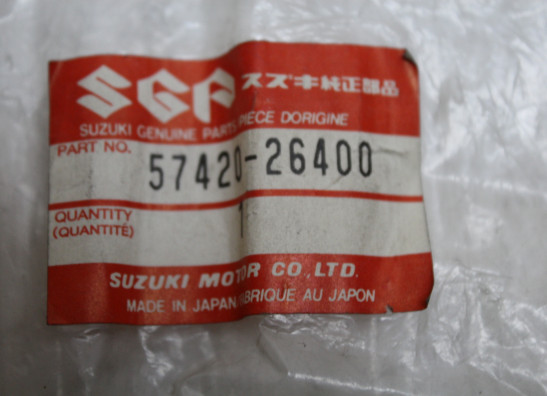 SGP スズキ純正部品
SUZUKI GENUINE PARTS PIECE DORIGINE
PART NO. 57420-26400
QUANTITY 1
(QUANTITÉ)
SUZUKI MOTOR CO., LTD.
MADE IN JAPAN/FABRIQUE AU JAPON